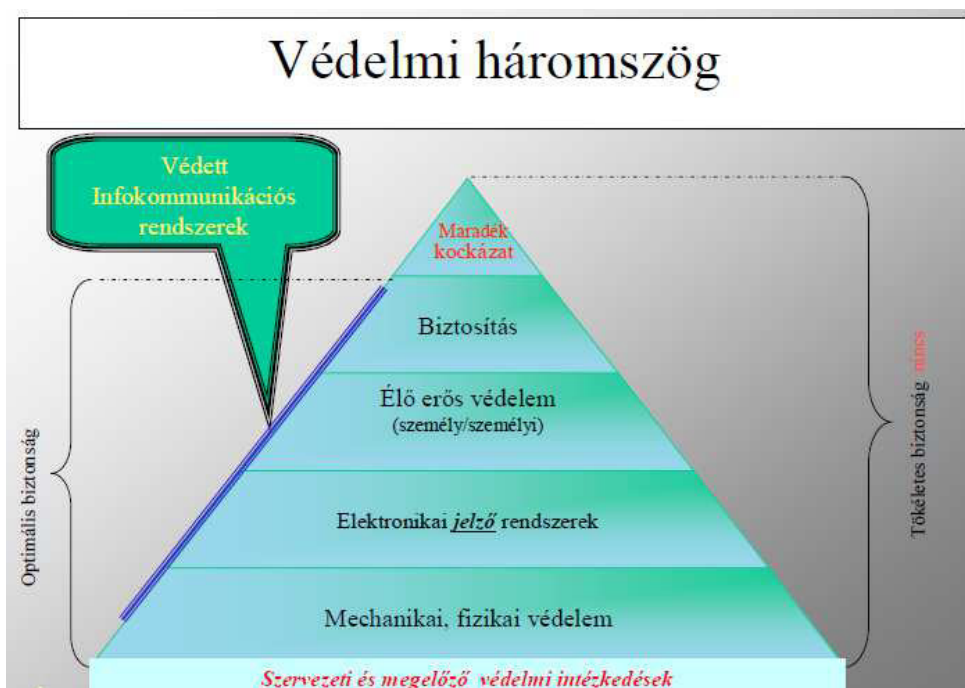 Védelmi háromszög
Védett
Infokommunikációs
rendszerek
Maradék
kockázat
Biztosítás
Élő erős védelem
(személy/személyi)
Elektronikai jelző rendszerek
Mechanikai, fizikai védelem
Szervezeti és megelőző védelmi intézkedések
Optimális biztonság
Tökéletes biztonság nincs